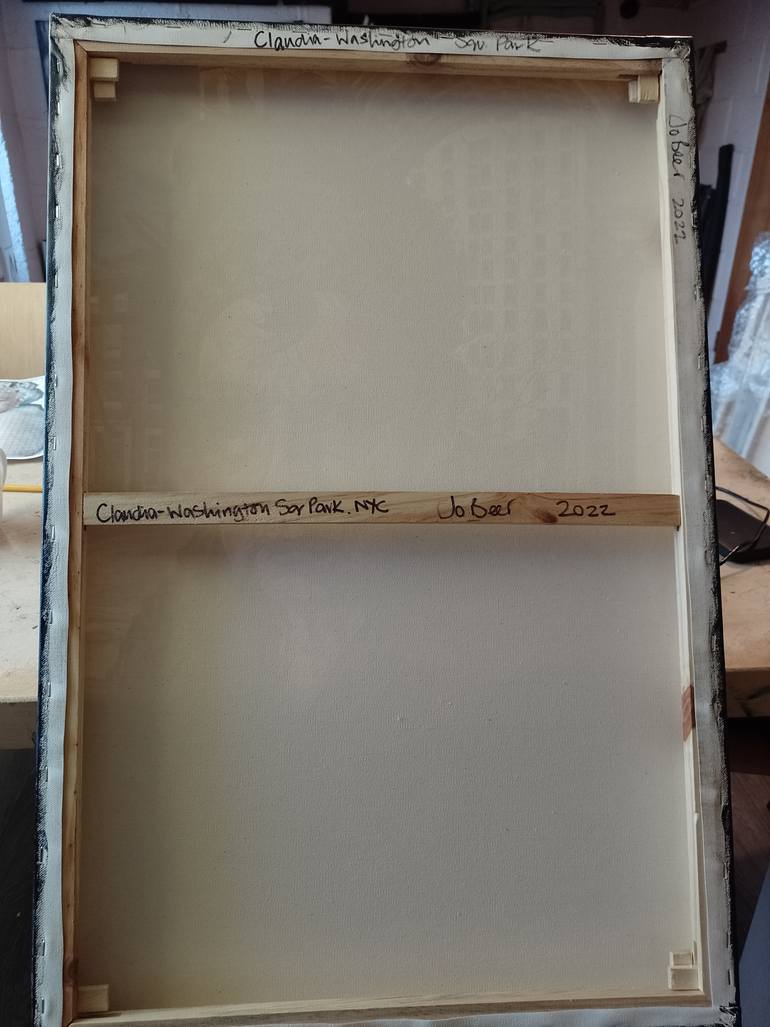 Claudia-Washington Sqr Park
Jo Beer 2022
Claudia-Washington Sqr Park. NYC Jo Beer 2022